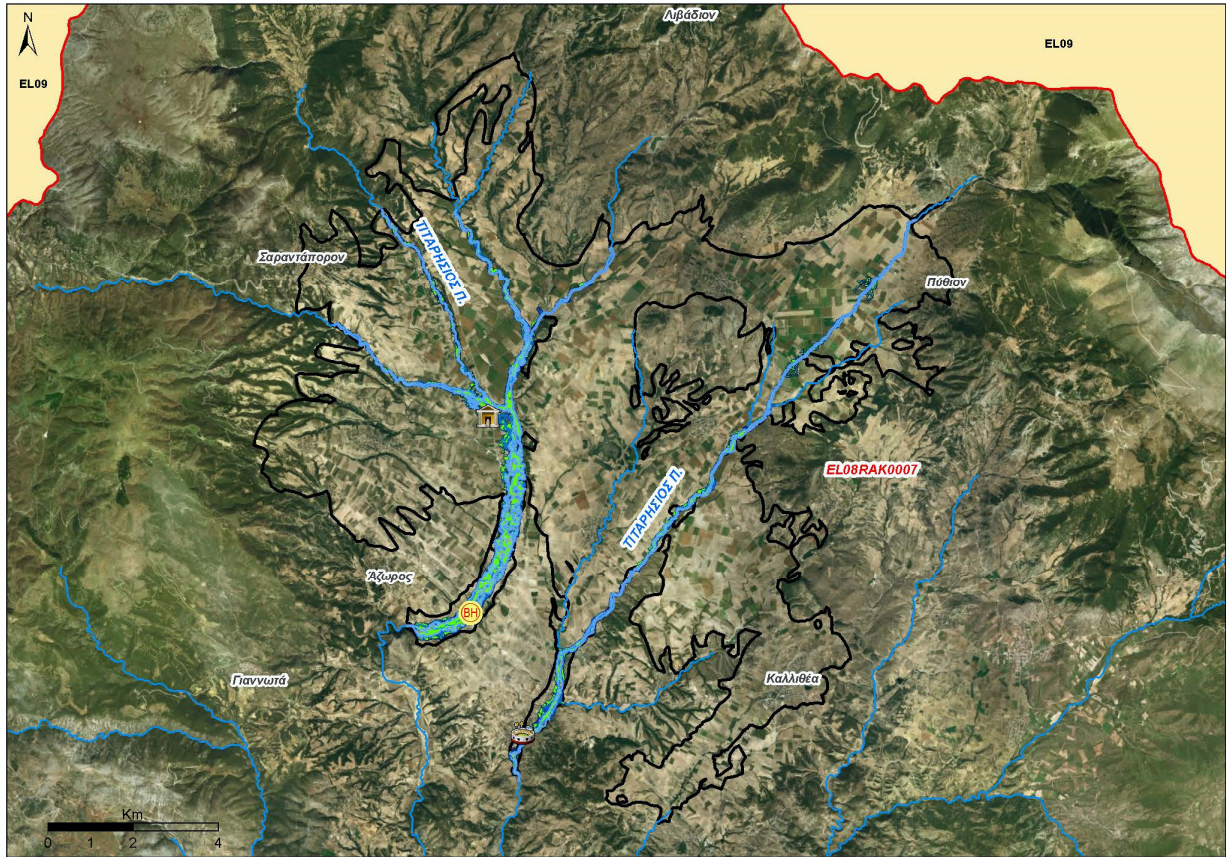 N
Λιβάδιον
EL09
EL09
ΤΙΤΑΡΗΣΙΟΣ Π.
Σαραντάπορον
Πύθιον
EL08RAK0007
ΤΙΤΑΡΗΣΙΟΣ Π.
Άζωρος
BH
Γιαννωτά
Καλλιθέα
Km
0 1 2 4